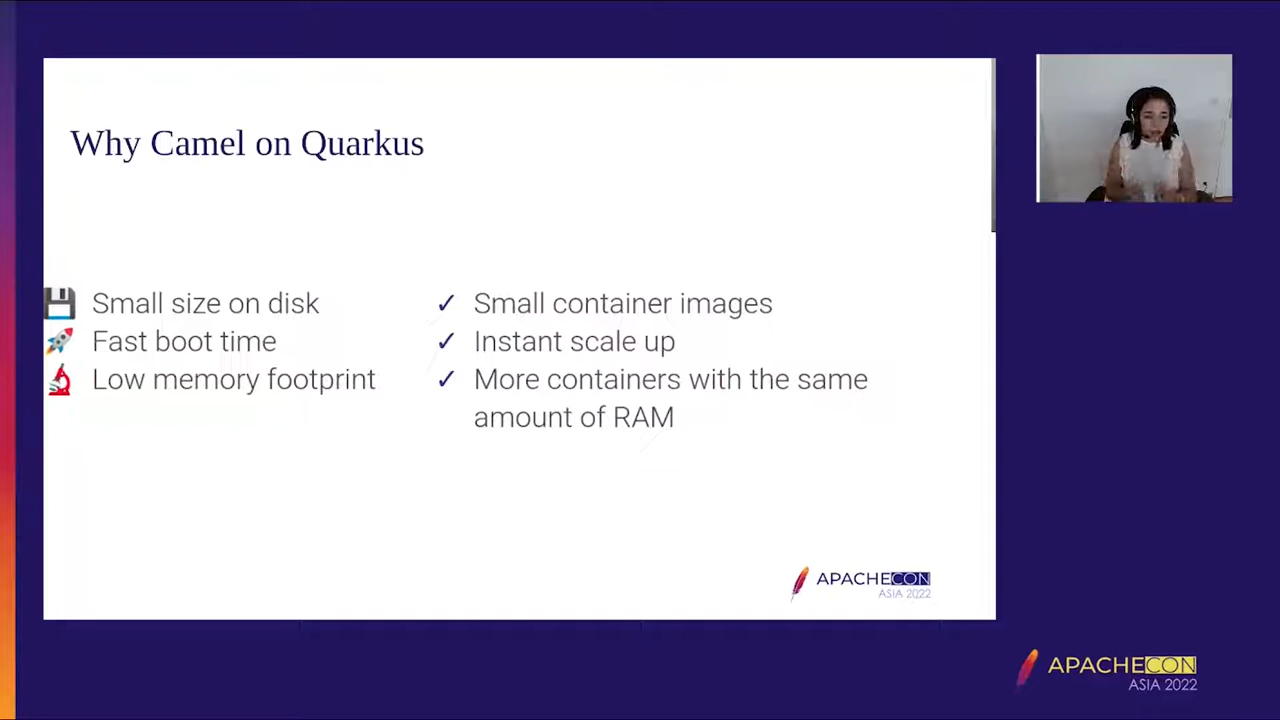 Why Camel on Quarkus
Small size on disk
Fast boot time
Low memory footprint
✓ Small container images
✓ Instant scale up
✓ More containers with the same
amount of RAM
APACHECON
ASIA 2022
APACHECON
ASIA 2022